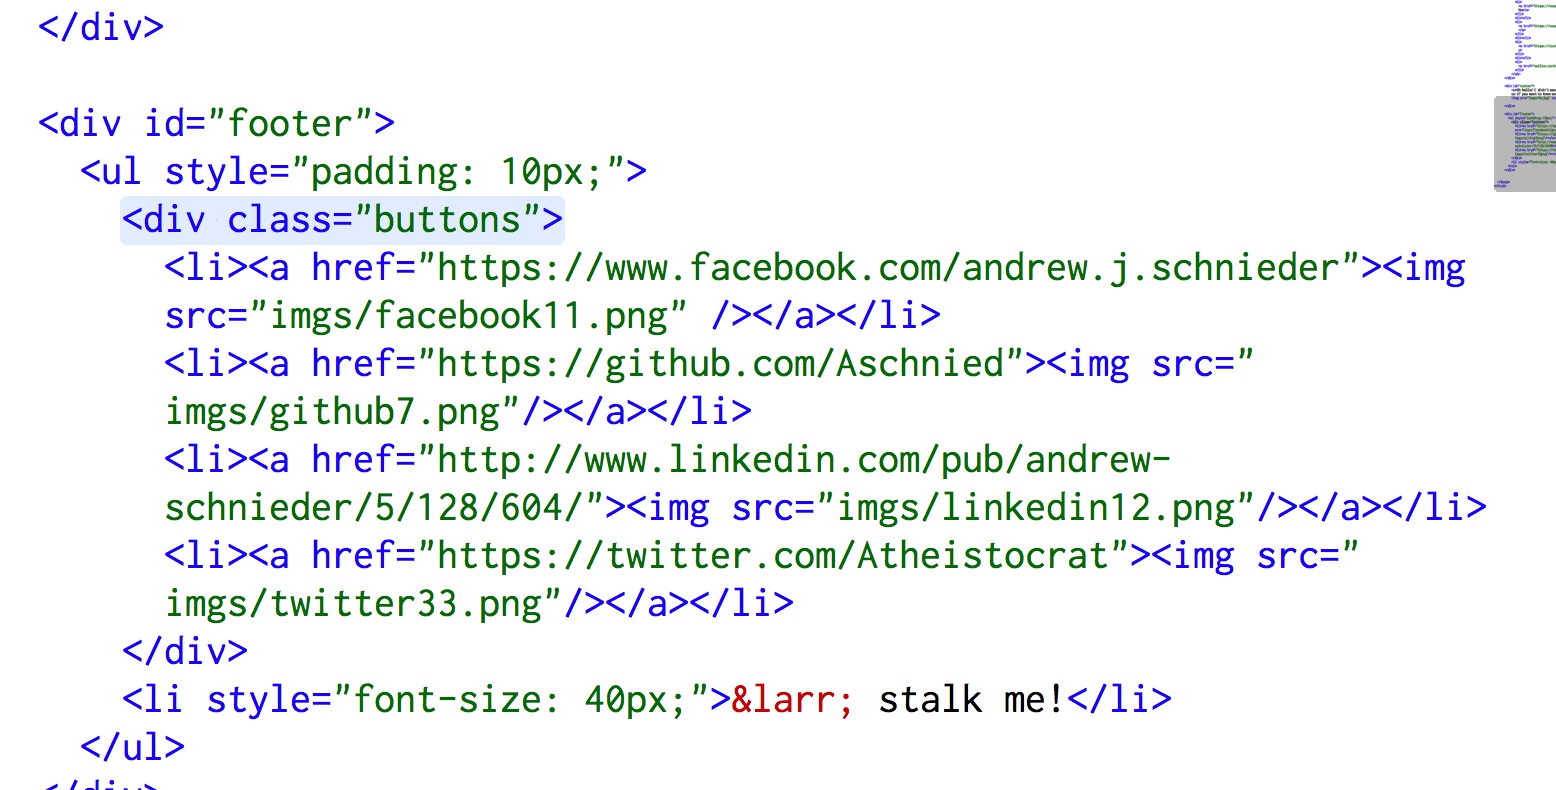 </div>
<div id="footer">
<ul style="padding: 10px;">
<div class="buttons">
<li><a href="https://www.facebook.com/andrew.j.schnieder"><img
src="imgs/facebook11.png" /></a></li>
<li><a href="https://github.com/Aschnied"><img src="
imgs/github7.png"/></a></li>
<li><a href="http://www.linkedin.com/pub/andrew-
schnieder/5/128/604/"><img src="imgs/linkedin12.png"/></a></li>
<li><a href="https://twitter.com/Atheistocrat"><img src="
imgs/twitter33.png"/></a></li>
</div>
<li style="font-size: 40px;">&larr; stalk me!</li>
</ul>
</div>